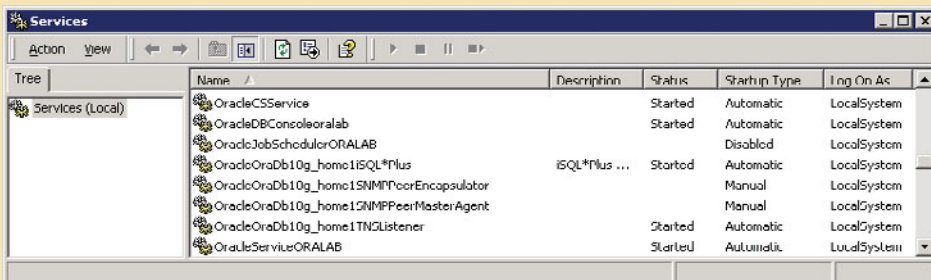 Services
Action View
Tree
Services (Local)
Name Description Status Startup Type Log On As
OracleCSService Started Automatic LocalSystem
OracleDBConsoleoralab Started Automatic LocalSystem
OracleJobSchedulerORALAB Disabled LocalSystem
OracleOraDb10g_home1iSQL*Plus iSQL*Plus ... Started Automatic LocalSystem
OracleOraDb10g_home1SNMPPeerEncapsulator Manual LocalSystem
OracleOraDb10g_home1SNMPPeerMasterAgent Manual LocalSystem
OracleOraDb10g_home1TNSListener Started Automatic LocalSystem
OracleServiceORALAB Started Automatic LocalSystem